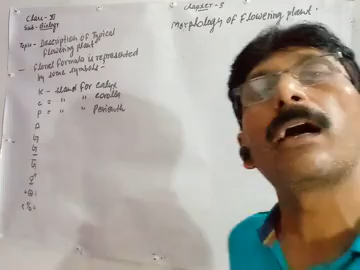 Class- XI
Sub- Biology
Chapter-5
Morphology of Flowering plant.
Topic- Description of Typical
flowering plant
- floral formula is represented
by some symbols-
K - stand for calyx
C = " " corolla
P = " " Perianth
A
G
G
G
⚥
⊕ =
% =